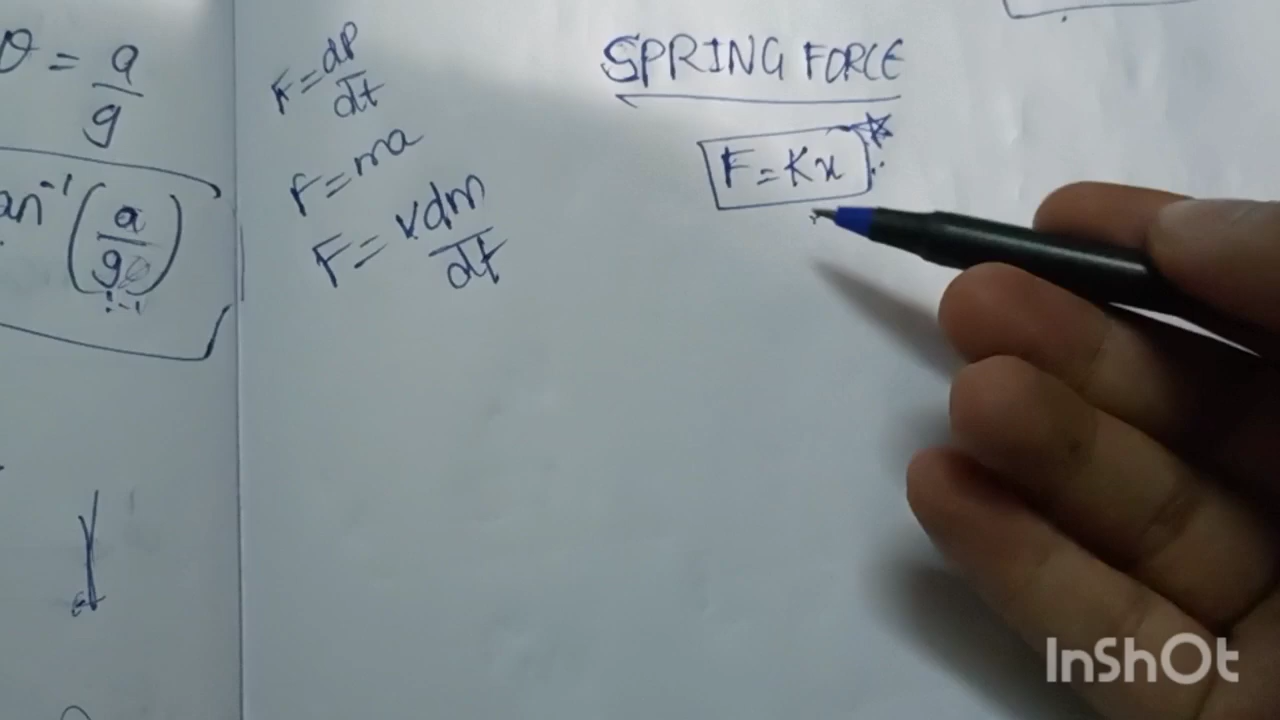 θ = a/g
an⁻¹(a/g)
F = dP/dt
F = ma
F = vdm/dt
SPRING FORCE
F = Kx
InShOt